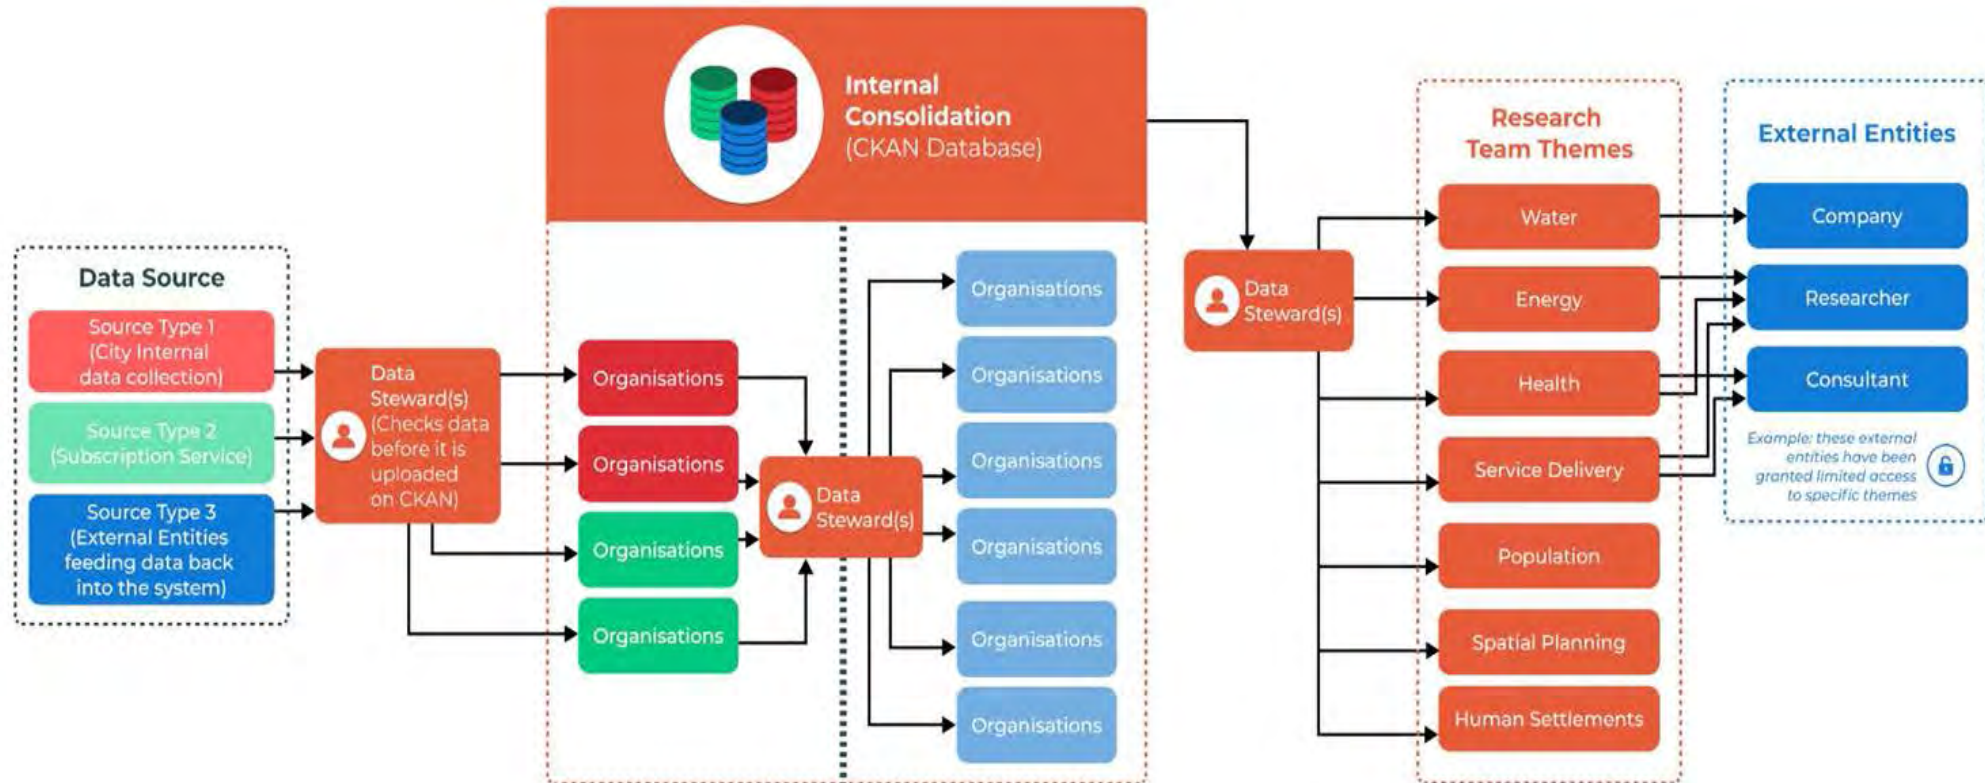 Internal
Consolidation
(CKAN Database)
Data Source
Source Type 1
(City Internal
data collection)
Source Type 2
(Subscription Service)
Source Type 3
(External Entities
feeding data back
into the system)
Data
Steward(s)
(Checks data
before it is
uploaded
on CKAN)
Organisations
Organisations
Organisations
Organisations
Data
Steward(s)
Organisations
Organisations
Organisations
Organisations
Organisations
Organisations
Data
Steward(s)
Research
Team Themes
Water
Energy
Health
Service Delivery
Population
Spatial Planning
Human Settlements
External Entities
Company
Researcher
Consultant
Example: these external
entities have been
granted limited access
to specific themes